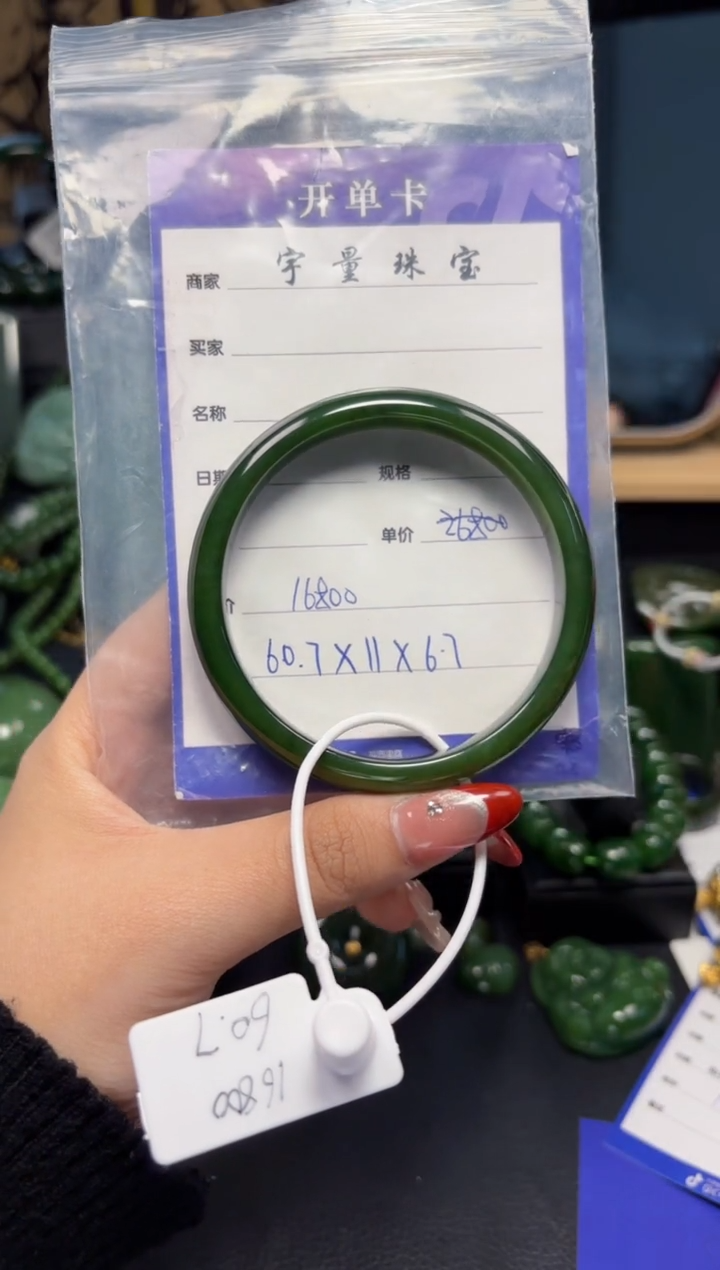 开单卡
商家 宇量珠宝
买家
名称
日期 规格
单价 26800
16800
60.7X11X6.7
60.7
16800